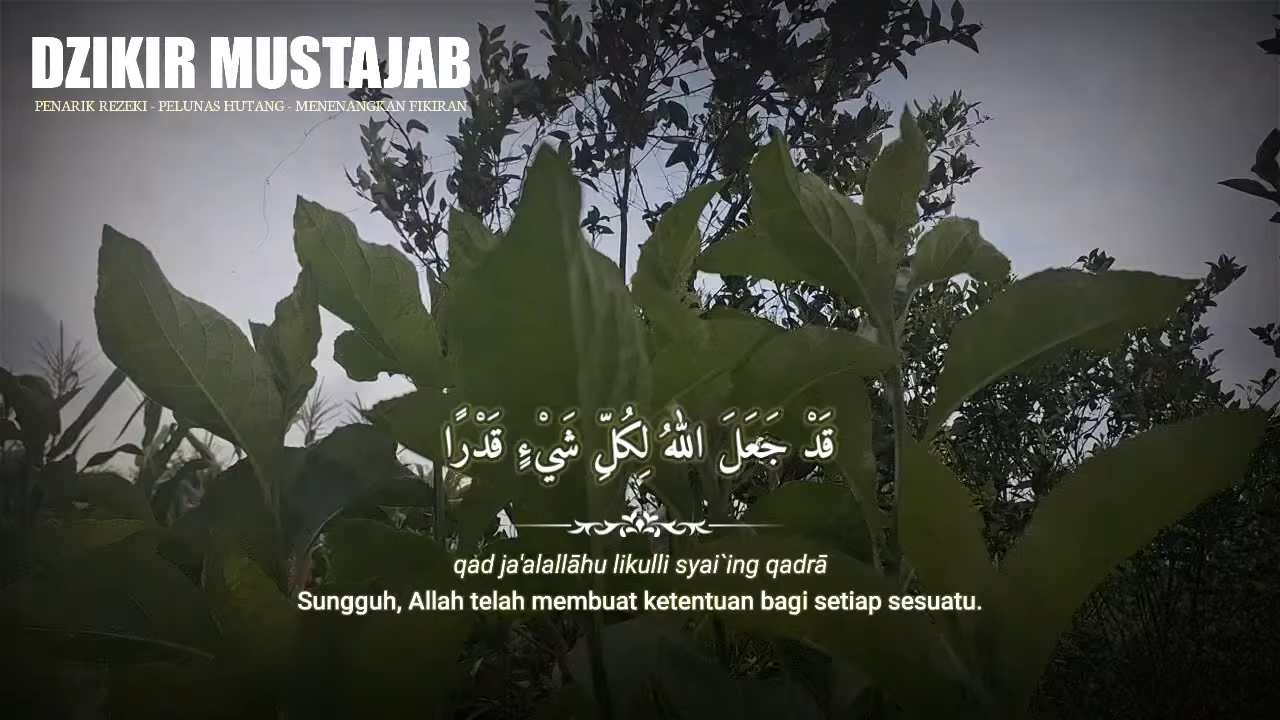 DZIKIR MUSTAJAB
PENARIK REZEKI - PELUNAS HUTANG - MENENANGKAN FIKIRAN
قَدْ جَعَلَ اللّٰهُ لِكُلِّ شَيْءٍ قَدْرًا
qad ja'alallāhu likulli syai`ing qadrā
Sungguh, Allah telah membuat ketentuan bagi setiap sesuatu.